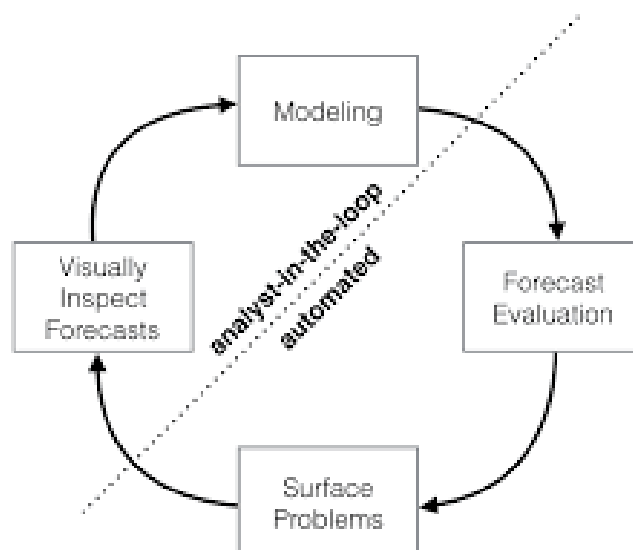 Modeling
Visually
Inspect
Forecasts
analyst-in-the-loop
automated
Forecast
Evaluation
Surface
Problems